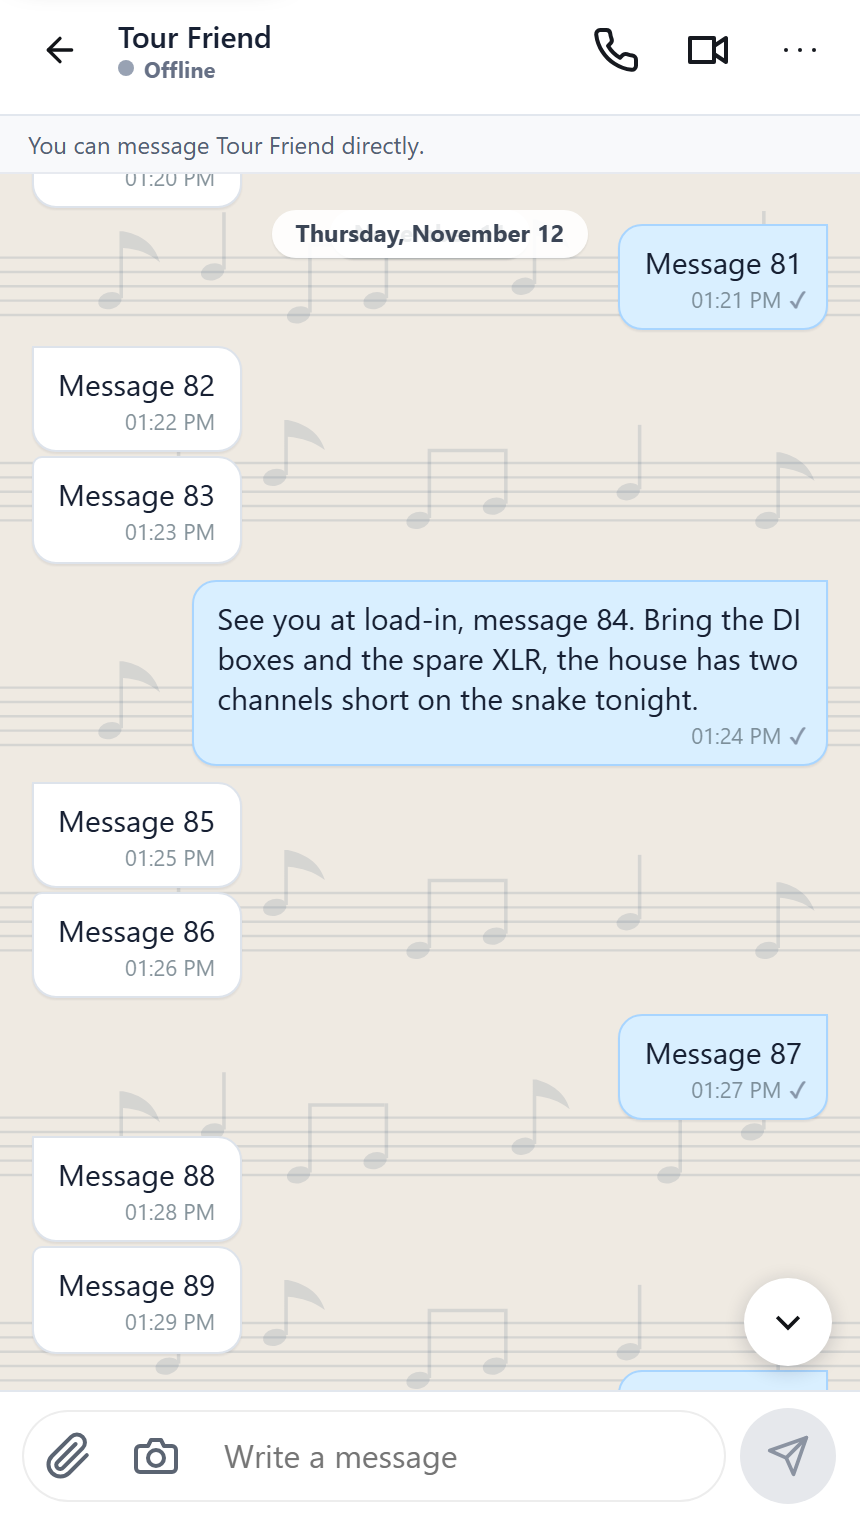 Tour Friend
Offline
You can message Tour Friend directly.
01:20 PM
Thursday, November 12
Message 81
01:21 PM ✓
Message 82
01:22 PM
Message 83
01:23 PM
See you at load-in, message 84. Bring the DI
boxes and the spare XLR, the house has two
channels short on the snake tonight.
01:24 PM ✓
Message 85
01:25 PM
Message 86
01:26 PM
Message 87
01:27 PM ✓
Message 88
01:28 PM
Message 89
01:29 PM
Write a message